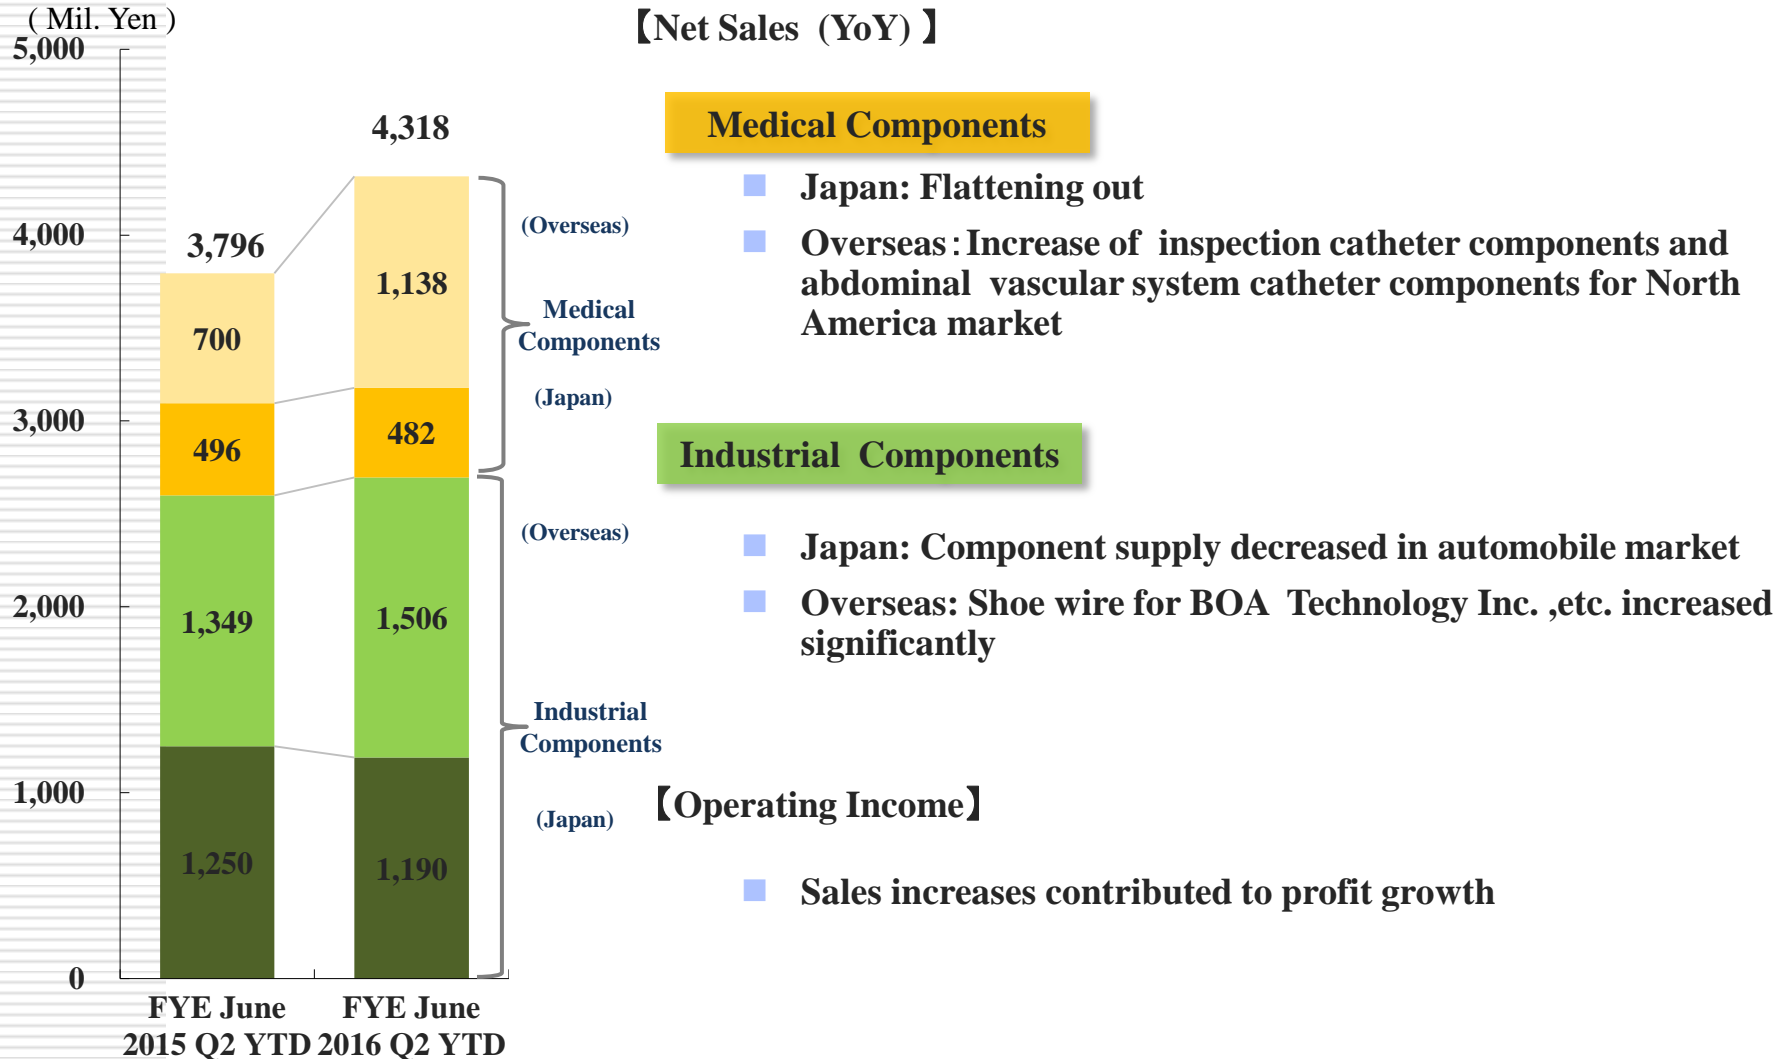 ( Mil. Yen )
5,000
4,000
3,000
2,000
1,000
0
3,796
700
496
1,349
1,250
4,318
1,138
482
1,506
1,190
FYE June
2015 Q2 YTD
FYE June
2016 Q2 YTD
(Overseas)
Medical
Components
(Japan)
(Overseas)
Industrial
Components
(Japan)
【Net Sales (YoY) 】
Medical Components
Japan: Flattening out
Overseas：Increase of inspection catheter components and
abdominal vascular system catheter components for North
America market
Industrial Components
Japan: Component supply decreased in automobile market
Overseas: Shoe wire for BOA Technology Inc. ,etc. increased
significantly
【Operating Income】
Sales increases contributed to profit growth